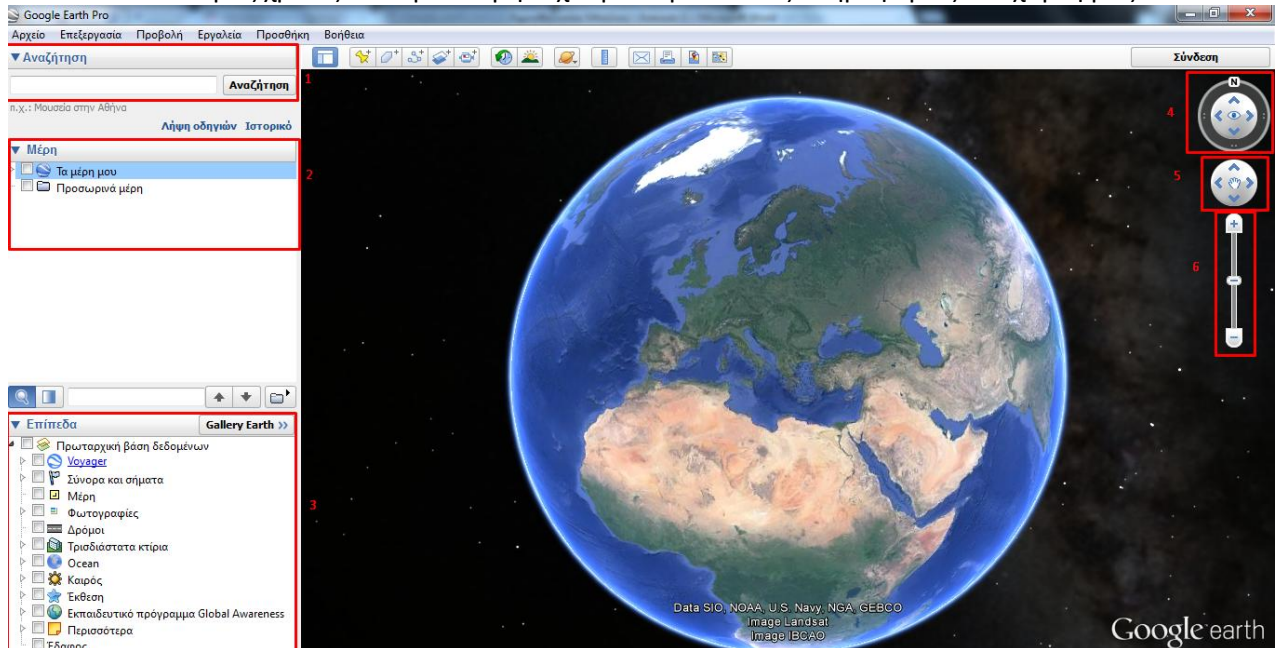 Google Earth Pro
Αρχείο Επεξεργασία Προβολή Εργαλεία Προσθήκη Βοήθεια
▼ Αναζήτηση
Σύνδεση
Αναζήτηση
1
π.χ.: Μουσεία στην Αθήνα
Λήψη οδηγιών Ιστορικό
N
4
▼ Μέρη
Τα μέρη μου
2
5
Προσωρινά μέρη
6
▼ Επίπεδα
Gallery Earth >>
Πρωταρχική βάση δεδομένων
Voyager
Σύνορα και σήματα
Μέρη
3
Φωτογραφίες
Δρόμοι
Τρισδιάστατα κτίρια
Ocean
Καιρός
Έκθεση
Εκπαιδευτικό πρόγραμμα Global Awareness
Περισσότερα
Έδαφος
Data SIO, NOAA, U.S. Navy, NGA, GEBCO
Image Landsat
Image IBCAO
Google earth